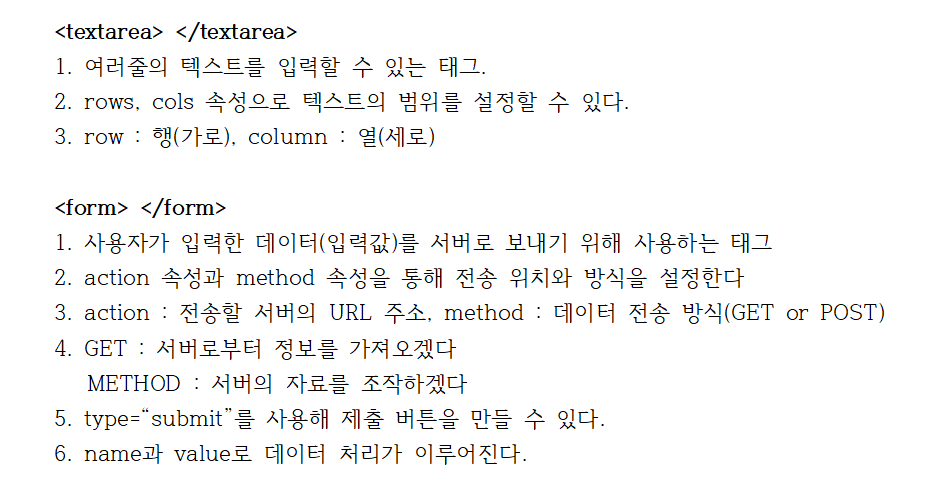 <textarea> </textarea>
1. 여러줄의 텍스트를 입력할 수 있는 태그.
2. rows, cols 속성으로 텍스트의 범위를 설정할 수 있다.
3. row : 행(가로), column : 열(세로)
<form> </form>
1. 사용자가 입력한 데이터(입력값)를 서버로 보내기 위해 사용하는 태그
2. action 속성과 method 속성을 통해 전송 위치와 방식을 설정한다
3. action : 전송할 서버의 URL 주소, method : 데이터 전송 방식(GET or POST)
4. GET : 서버로부터 정보를 가져오겠다
METHOD : 서버의 자료를 조작하겠다
5. type=“submit”를 사용해 제출 버튼을 만들 수 있다.
6. name과 value로 데이터 처리가 이루어진다.